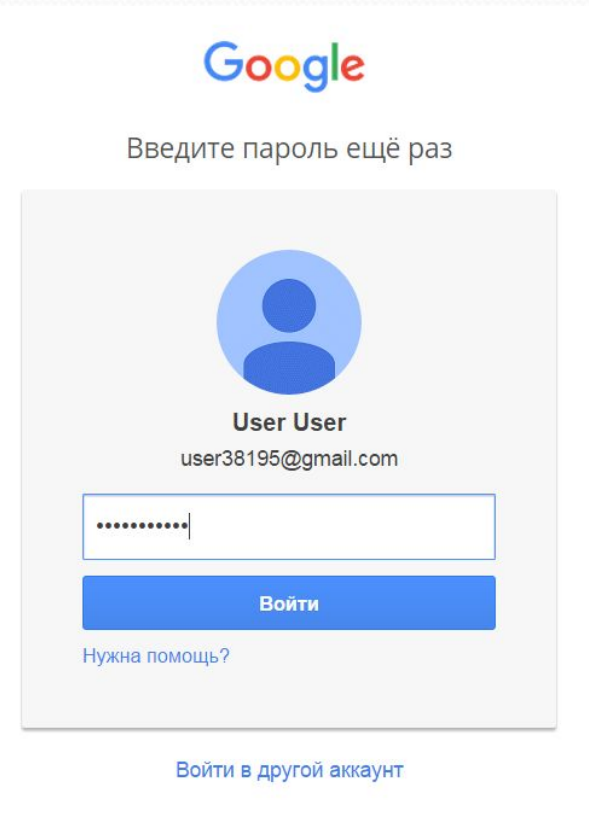 Google
Введите пароль ещё раз
User User
user38195@gmail.com
•••••••••••
Войти
Нужна помощь?
Войти в другой аккаунт